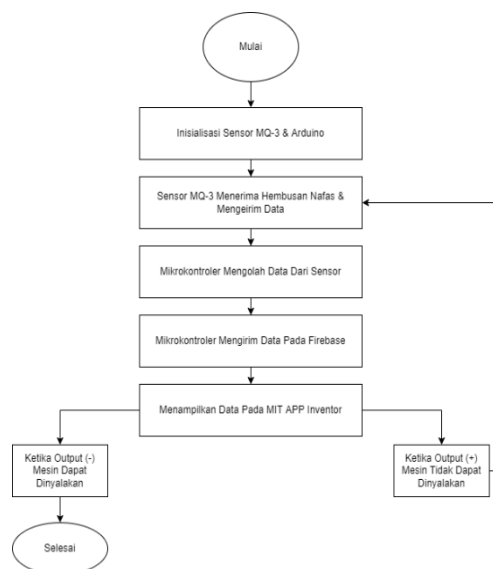 Mulai
Inisialisasi Sensor MQ-3 & Arduino
Sensor MQ-3 Menerima Hembusan Nafas &
Mengeirim Data
Mikrokontroler Mengolah Data Dari Sensor
Mikrokontroler Mengirim Data Pada Firebase
Menampilkan Data Pada MIT APP Inventor
Ketika Output (-)
Mesin Dapat
Dinyalakan
Ketika Output (+)
Mesin Tidak Dapat
Dinyalakan
Selesai